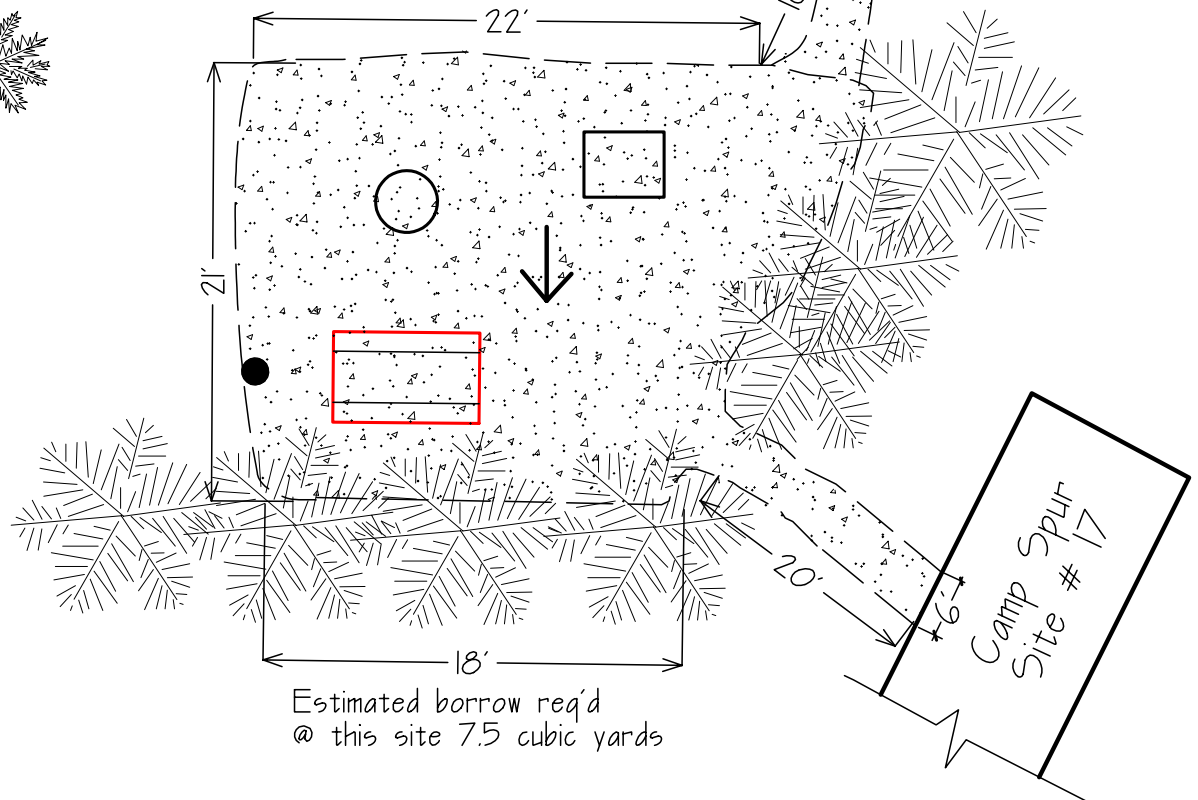 22'
21'
20'
6'
Camp Spur
Site # 17
18'
Estimated borrow req'd
@ this site 7.5 cubic yards